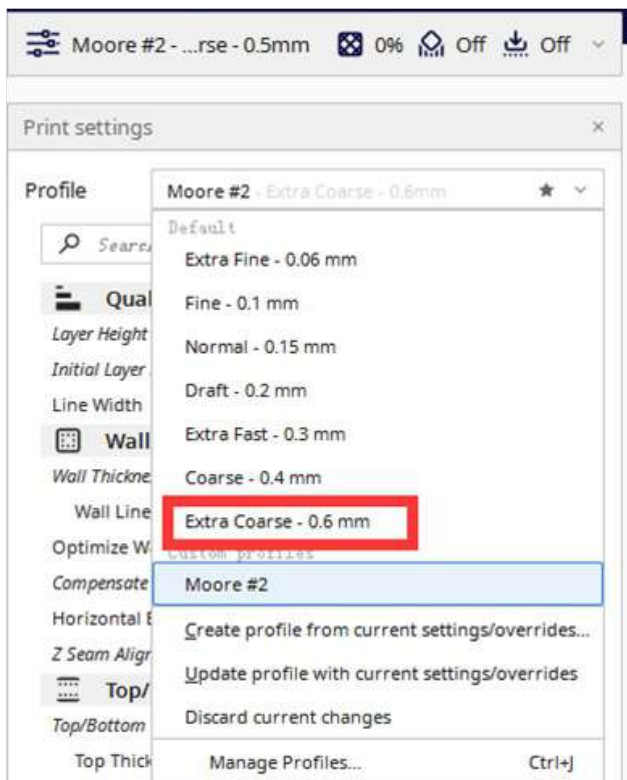 Moore #2 - ...rse - 0.5mm 0% Off Off
Print settings
Profile
Moore #2 - Extra Coarse - 0.6mm
Default
Extra Fine - 0.06 mm
Fine - 0.1 mm
Normal - 0.15 mm
Draft - 0.2 mm
Extra Fast - 0.3 mm
Coarse - 0.4 mm
Extra Coarse - 0.6 mm
Custom profiles
Moore #2
Create profile from current settings/overrides...
Update profile with current settings/overrides
Discard current changes
Manage Profiles... Ctrl+J
Qual
Layer Height
Initial Layer
Line Width
Wall
Wall Thickne
Wall Line
Optimize W
Compensate
Horizontal E
Z Seam Align
Top/
Top/Bottom
Top Thick